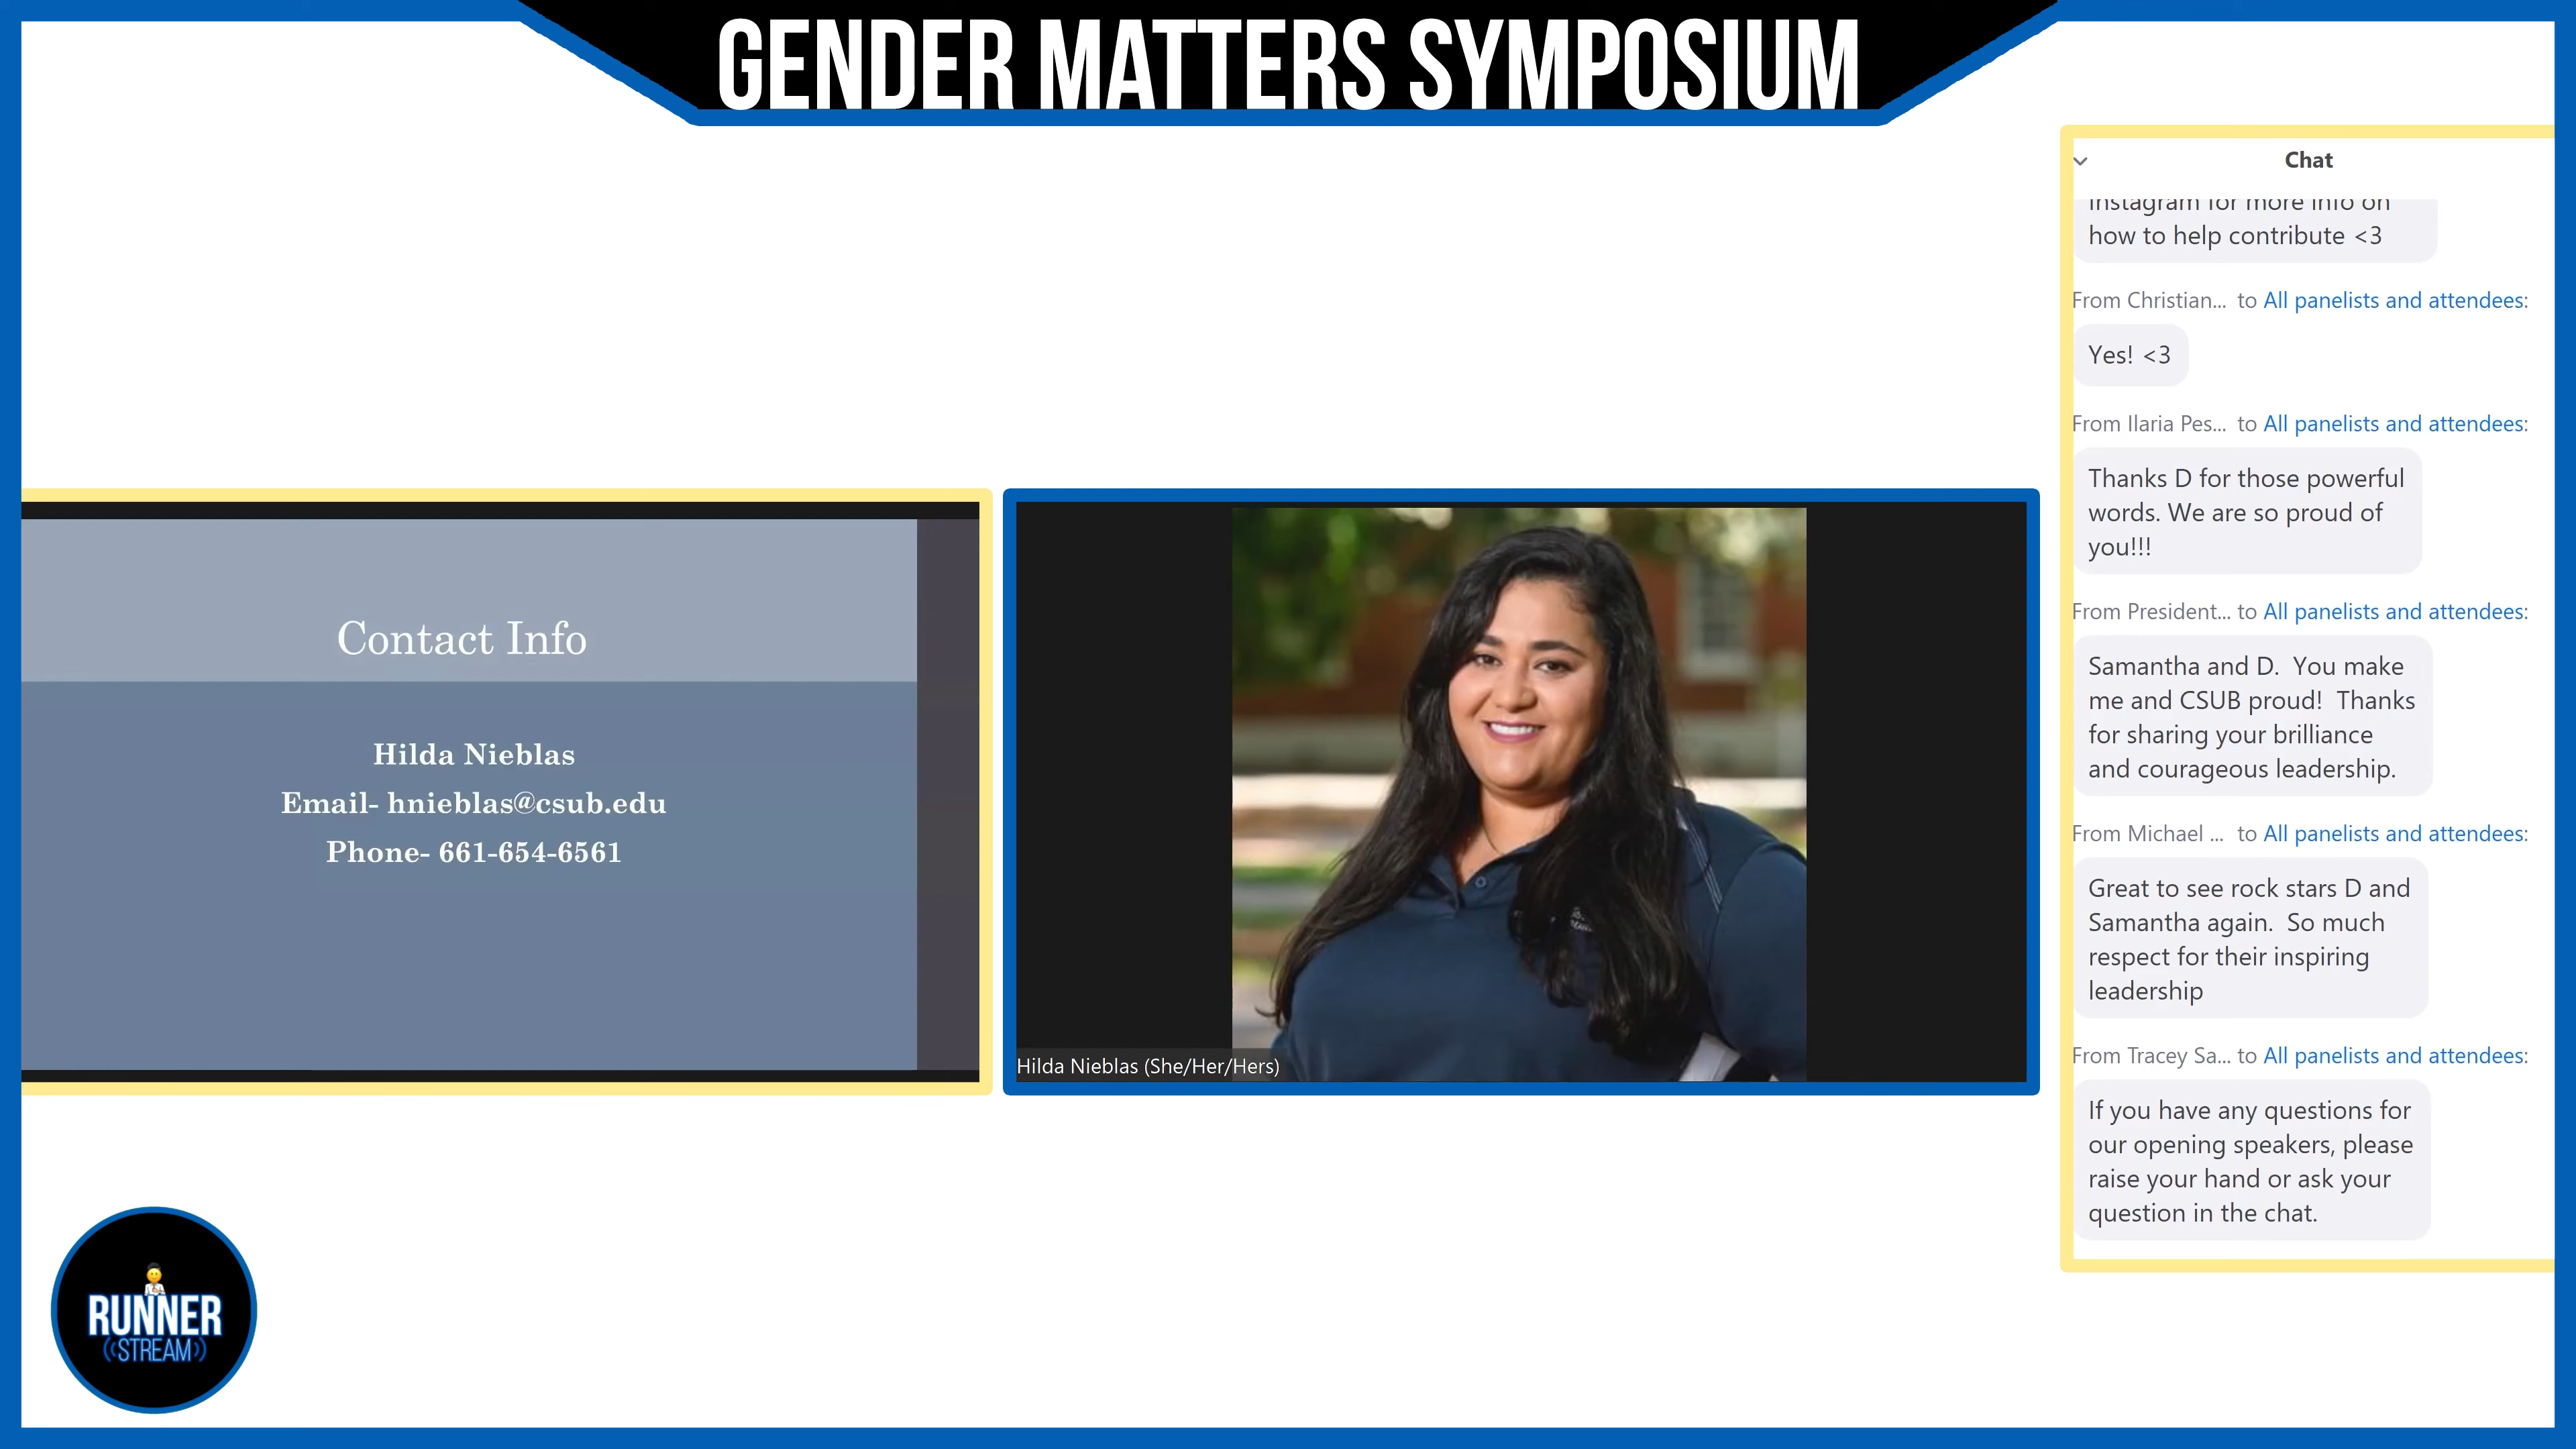 GENDER MATTERS SYMPOSIUM
Contact Info
Hilda Nieblas
Email- hnieblas@csub.edu
Phone- 661-654-6561
Hilda Nieblas (She/Her/Hers)
RUNNER
((STREAM))
Chat
Instagram for more info on
how to help contribute <3
From Christian... to All panelists and attendees:
Yes! <3
From Ilaria Pes... to All panelists and attendees:
Thanks D for those powerful
words. We are so proud of
you!!!
From President... to All panelists and attendees:
Samantha and D.  You make
me and CSUB proud!  Thanks
for sharing your brilliance
and courageous leadership.
From Michael ... to All panelists and attendees:
Great to see rock stars D and
Samantha again.  So much
respect for their inspiring
leadership
From Tracey Sa... to All panelists and attendees:
If you have any questions for
our opening speakers, please
raise your hand or ask your
question in the chat.